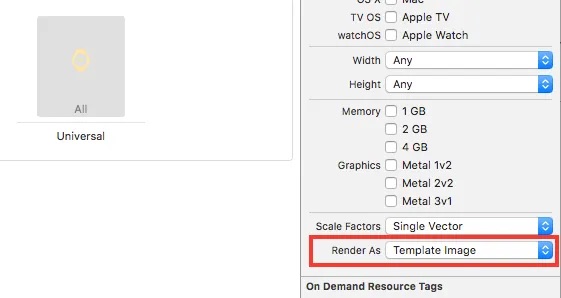 OS X Mac
TV OS Apple TV
watchOS Apple Watch
Width Any
Height Any
Memory 1 GB
2 GB
4 GB
Graphics Metal 1v2
Metal 2v2
Metal 3v1
Scale Factors Single Vector
Render As Template Image
On Demand Resource Tags
All
Universal